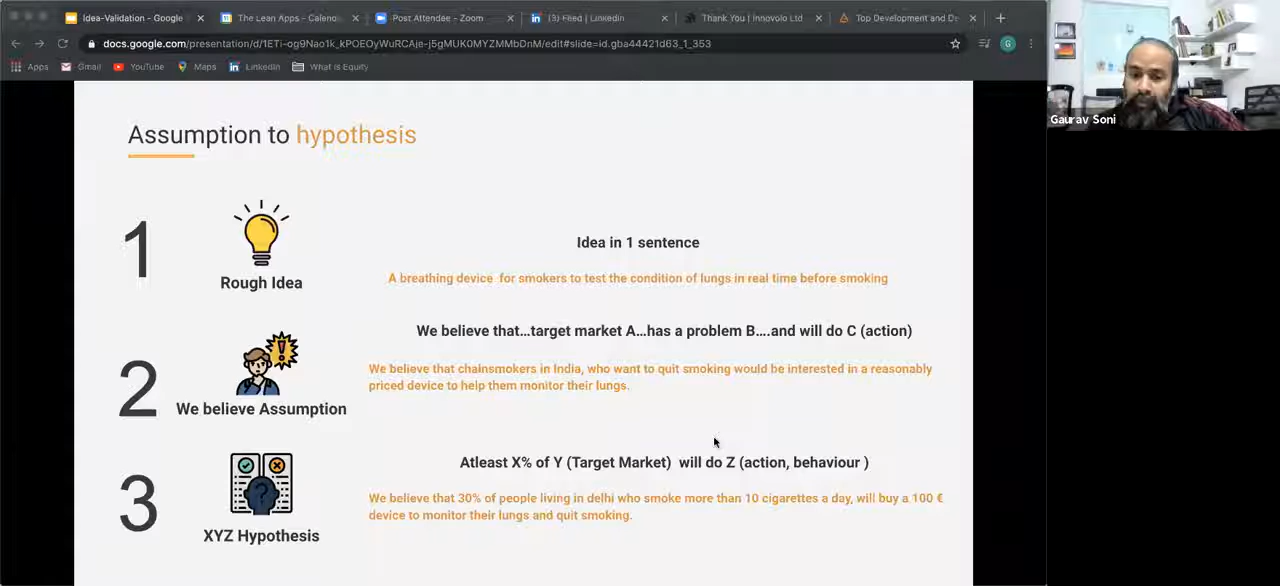 Idea-Validation - Google
The Lean Apps - Caleno
Post Attendee - Zoom
(3) Feed | LinkedIn
Thank You | Innovolo Ltd
Top Development and De
docs.google.com/presentation/d/1ETi-og9Nao1k_kPOEOyWuRCAje-j5gMUK0MYZMMbDnM/edit#slide=id.gba44421d63_1_353
G
Apps
Gmail
YouTube
Maps
LinkedIn
What is Equity
Gaurav Soni
Assumption to hypothesis
1
Rough Idea
Idea in 1 sentence
A breathing device for smokers to test the condition of lungs in real time before smoking
2
We believe Assumption
We believe that...target market A...has a problem B....and will do C (action)
We believe that chainsmokers in India, who want to quit smoking would be interested in a reasonably
priced device to help them monitor their lungs.
3
XYZ Hypothesis
Atleast X% of Y (Target Market) will do Z (action, behaviour )
We believe that 30% of people living in delhi who smoke more than 10 cigarettes a day, will buy a 100 €
device to monitor their lungs and quit smoking.